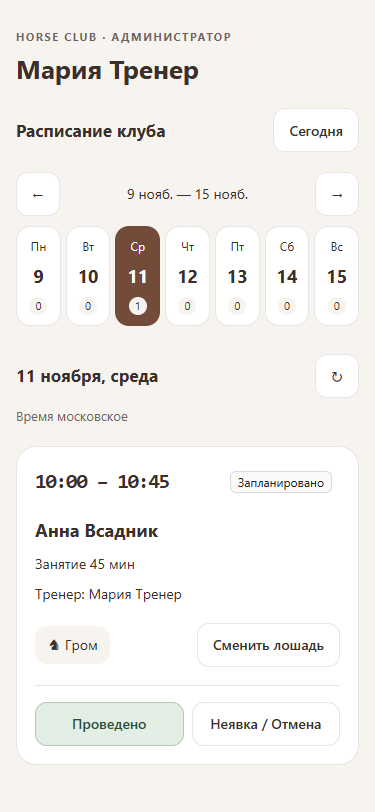 HORSE CLUB · АДМИНИСТРАТОР
Мария Тренер
Расписание клуба
Сегодня
← 9 нояб. — 15 нояб. →
Пн Вт Ср Чт Пт Сб Вс
9 10 11 12 13 14 15
0 0 1 0 0 0 0
11 ноября, среда
↻
Время московское
10:00 – 10:45
Запланировано
Анна Всадник
Занятие 45 мин
Тренер: Мария Тренер
♞ Гром
Сменить лошадь
Проведено
Неявка / Отмена